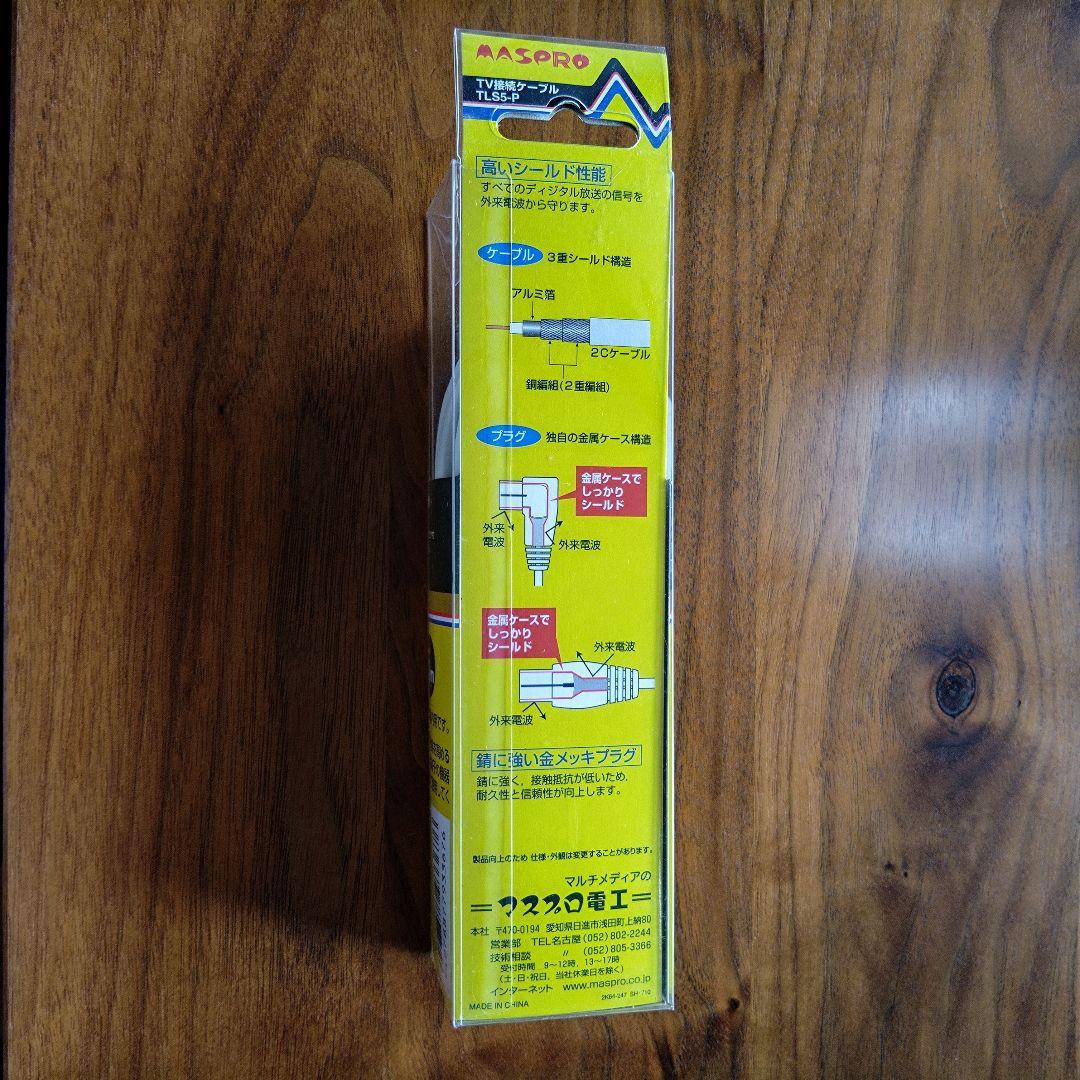 MASPRO
TV接続ケーブル
TLS5-P
高いシールド性能
すべてのディジタル放送の信号を
外来電波から守ります。
ケーブル 3重シールド構造
アルミ箔
2Cケーブル
銅編組(2重編組)
プラグ 独自の金属ケース構造
金属ケースで
しっかり
シールド
外来
電波
外来電波
金属ケースで
しっかり
シールド
外来電波
外来電波
錆に強い金メッキプラグ
錆に強く，接触抵抗が低いため，
耐久性と信頼性が向上します。
製品向上のため 仕様・外観は変更することがあります。
マルチメディアの
=マスプロ電工=
本社 〒470-0194 愛知県日進市浅田町上納80
営業部 TEL名古屋(052)802-2244
技術相談 〃 (052)805-3366
受付時間 9〜12時，13〜17時
(土・日・祝日，当社休業日を除く)
インターネット www.maspro.co.jp
MADE IN CHINA
2K64-247 SH-710